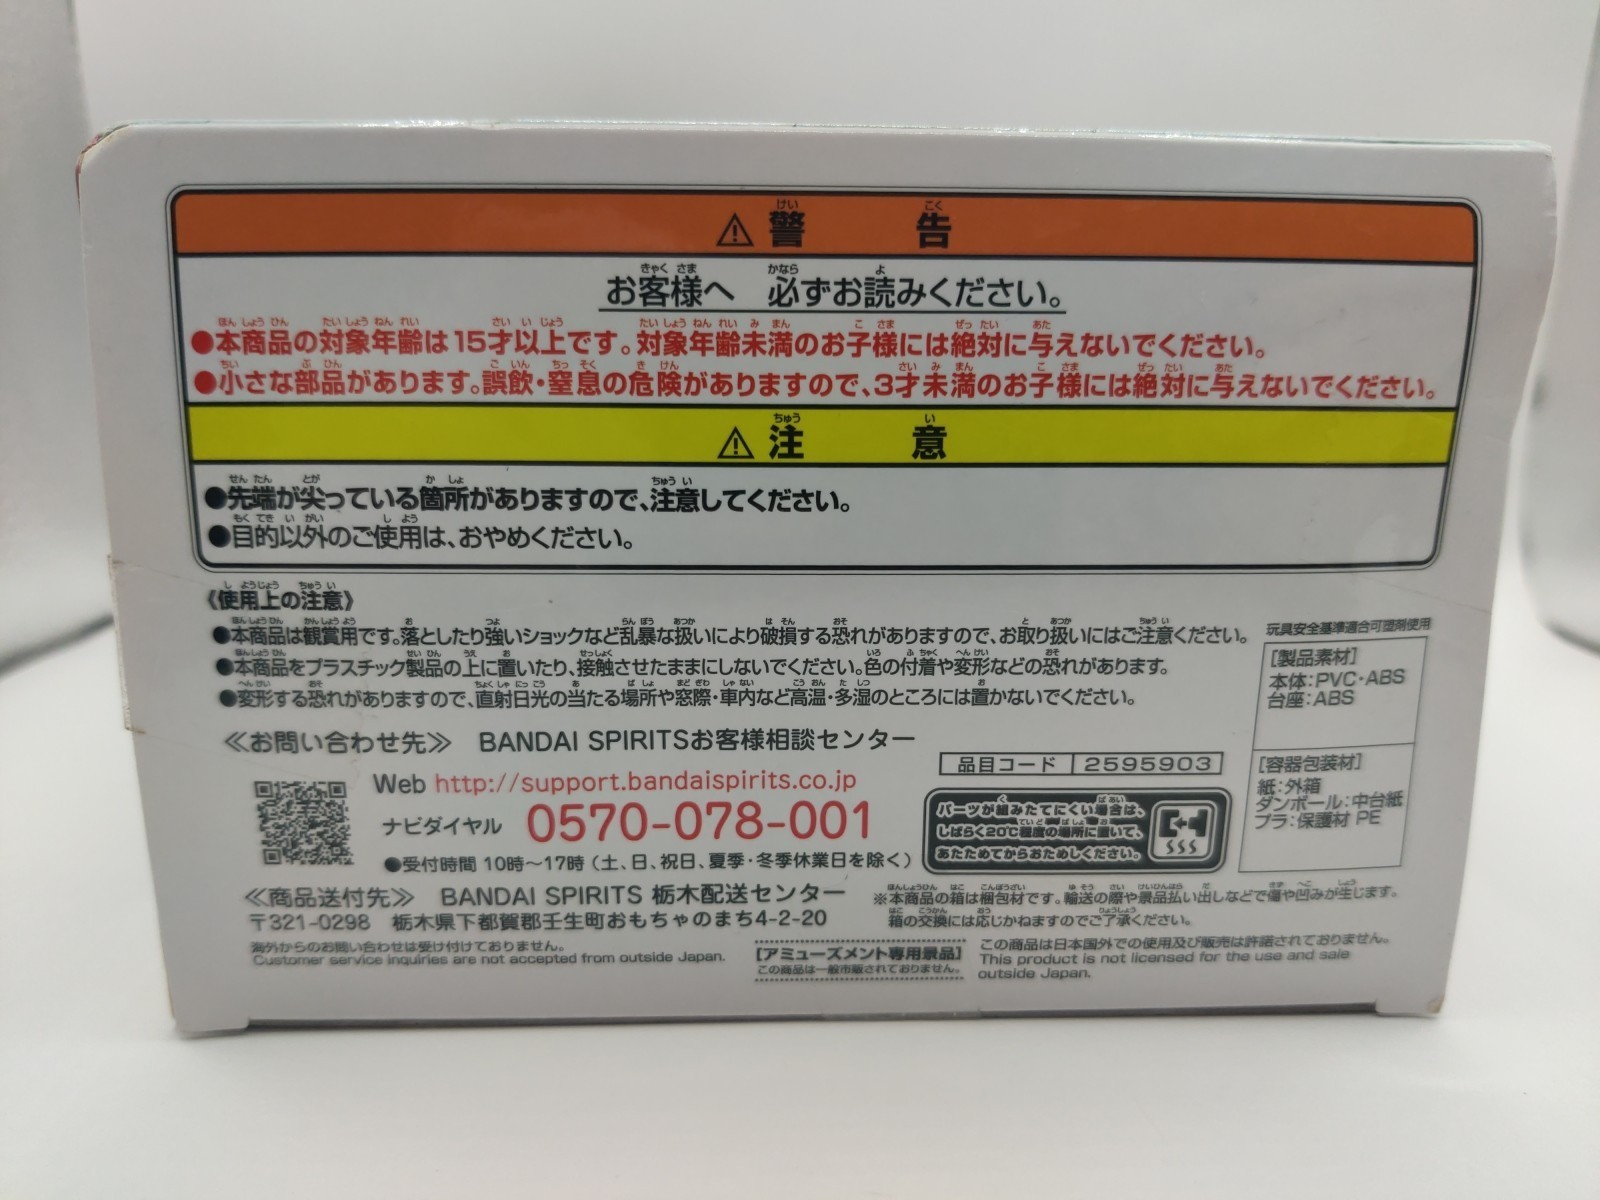 ⚠警告
お客様へ 必ずお読みください。
●本商品の対象年齢は15才以上です。対象年齢未満のお子様には絶対に与えないでください。
●小さな部品があります。誤飲・窒息の危険がありますので、3才未満のお子様には絶対に与えないでください。
⚠注意
●先端が尖っている箇所がありますので、注意してください。
●目的以外のご使用は、おやめください。
《使用上の注意》
●本商品は観賞用です。落としたり強いショックなど乱暴な扱いにより破損する恐れがありますので、お取り扱いにはご注意ください。
●本商品をプラスチック製品の上に置いたり、接触させたままにしないでください。色の付着や変形などの恐れがあります。
●変形する恐れがありますので、直射日光の当たる場所や窓際・車内など高温・多湿のところには置かないでください。
玩具安全基準適合可塑剤使用
[製品素材]
本体:PVC・ABS
台座:ABS
[容器包装材]
紙:外箱
ダンボール:中台紙
プラ:保護材 PE
≪お問い合わせ先≫ BANDAI SPIRITSお客様相談センター
Web http://support.bandaispirits.co.jp
ナビダイヤル 0570-078-001
●受付時間 10時～17時(土、日、祝日、夏季・冬季休業日を除く)
品目コード 2595903
パーツが組みたてにくい場合は、
しばらく20℃程度の場所に置いて、
あたためてからおためしください。
≪商品送付先≫ BANDAI SPIRITS 栃木配送センター
〒321-0298 栃木県下都賀郡壬生町おもちゃのまち4-2-20
※本商品の箱は梱包材です。輸送の際や景品払い出しなどで傷や凹みが生じます。
箱の交換には応じかねますのでご了承ください。
海外からのお問い合わせは受け付けておりません。
Customer service inquiries are not accepted from outside Japan.
[アミューズメント専用景品]
この商品は一般市販されておりません。
この商品は日本国外での使用及び販売は許諾されておりません。
This product is not licensed for the use and sale
outside Japan.